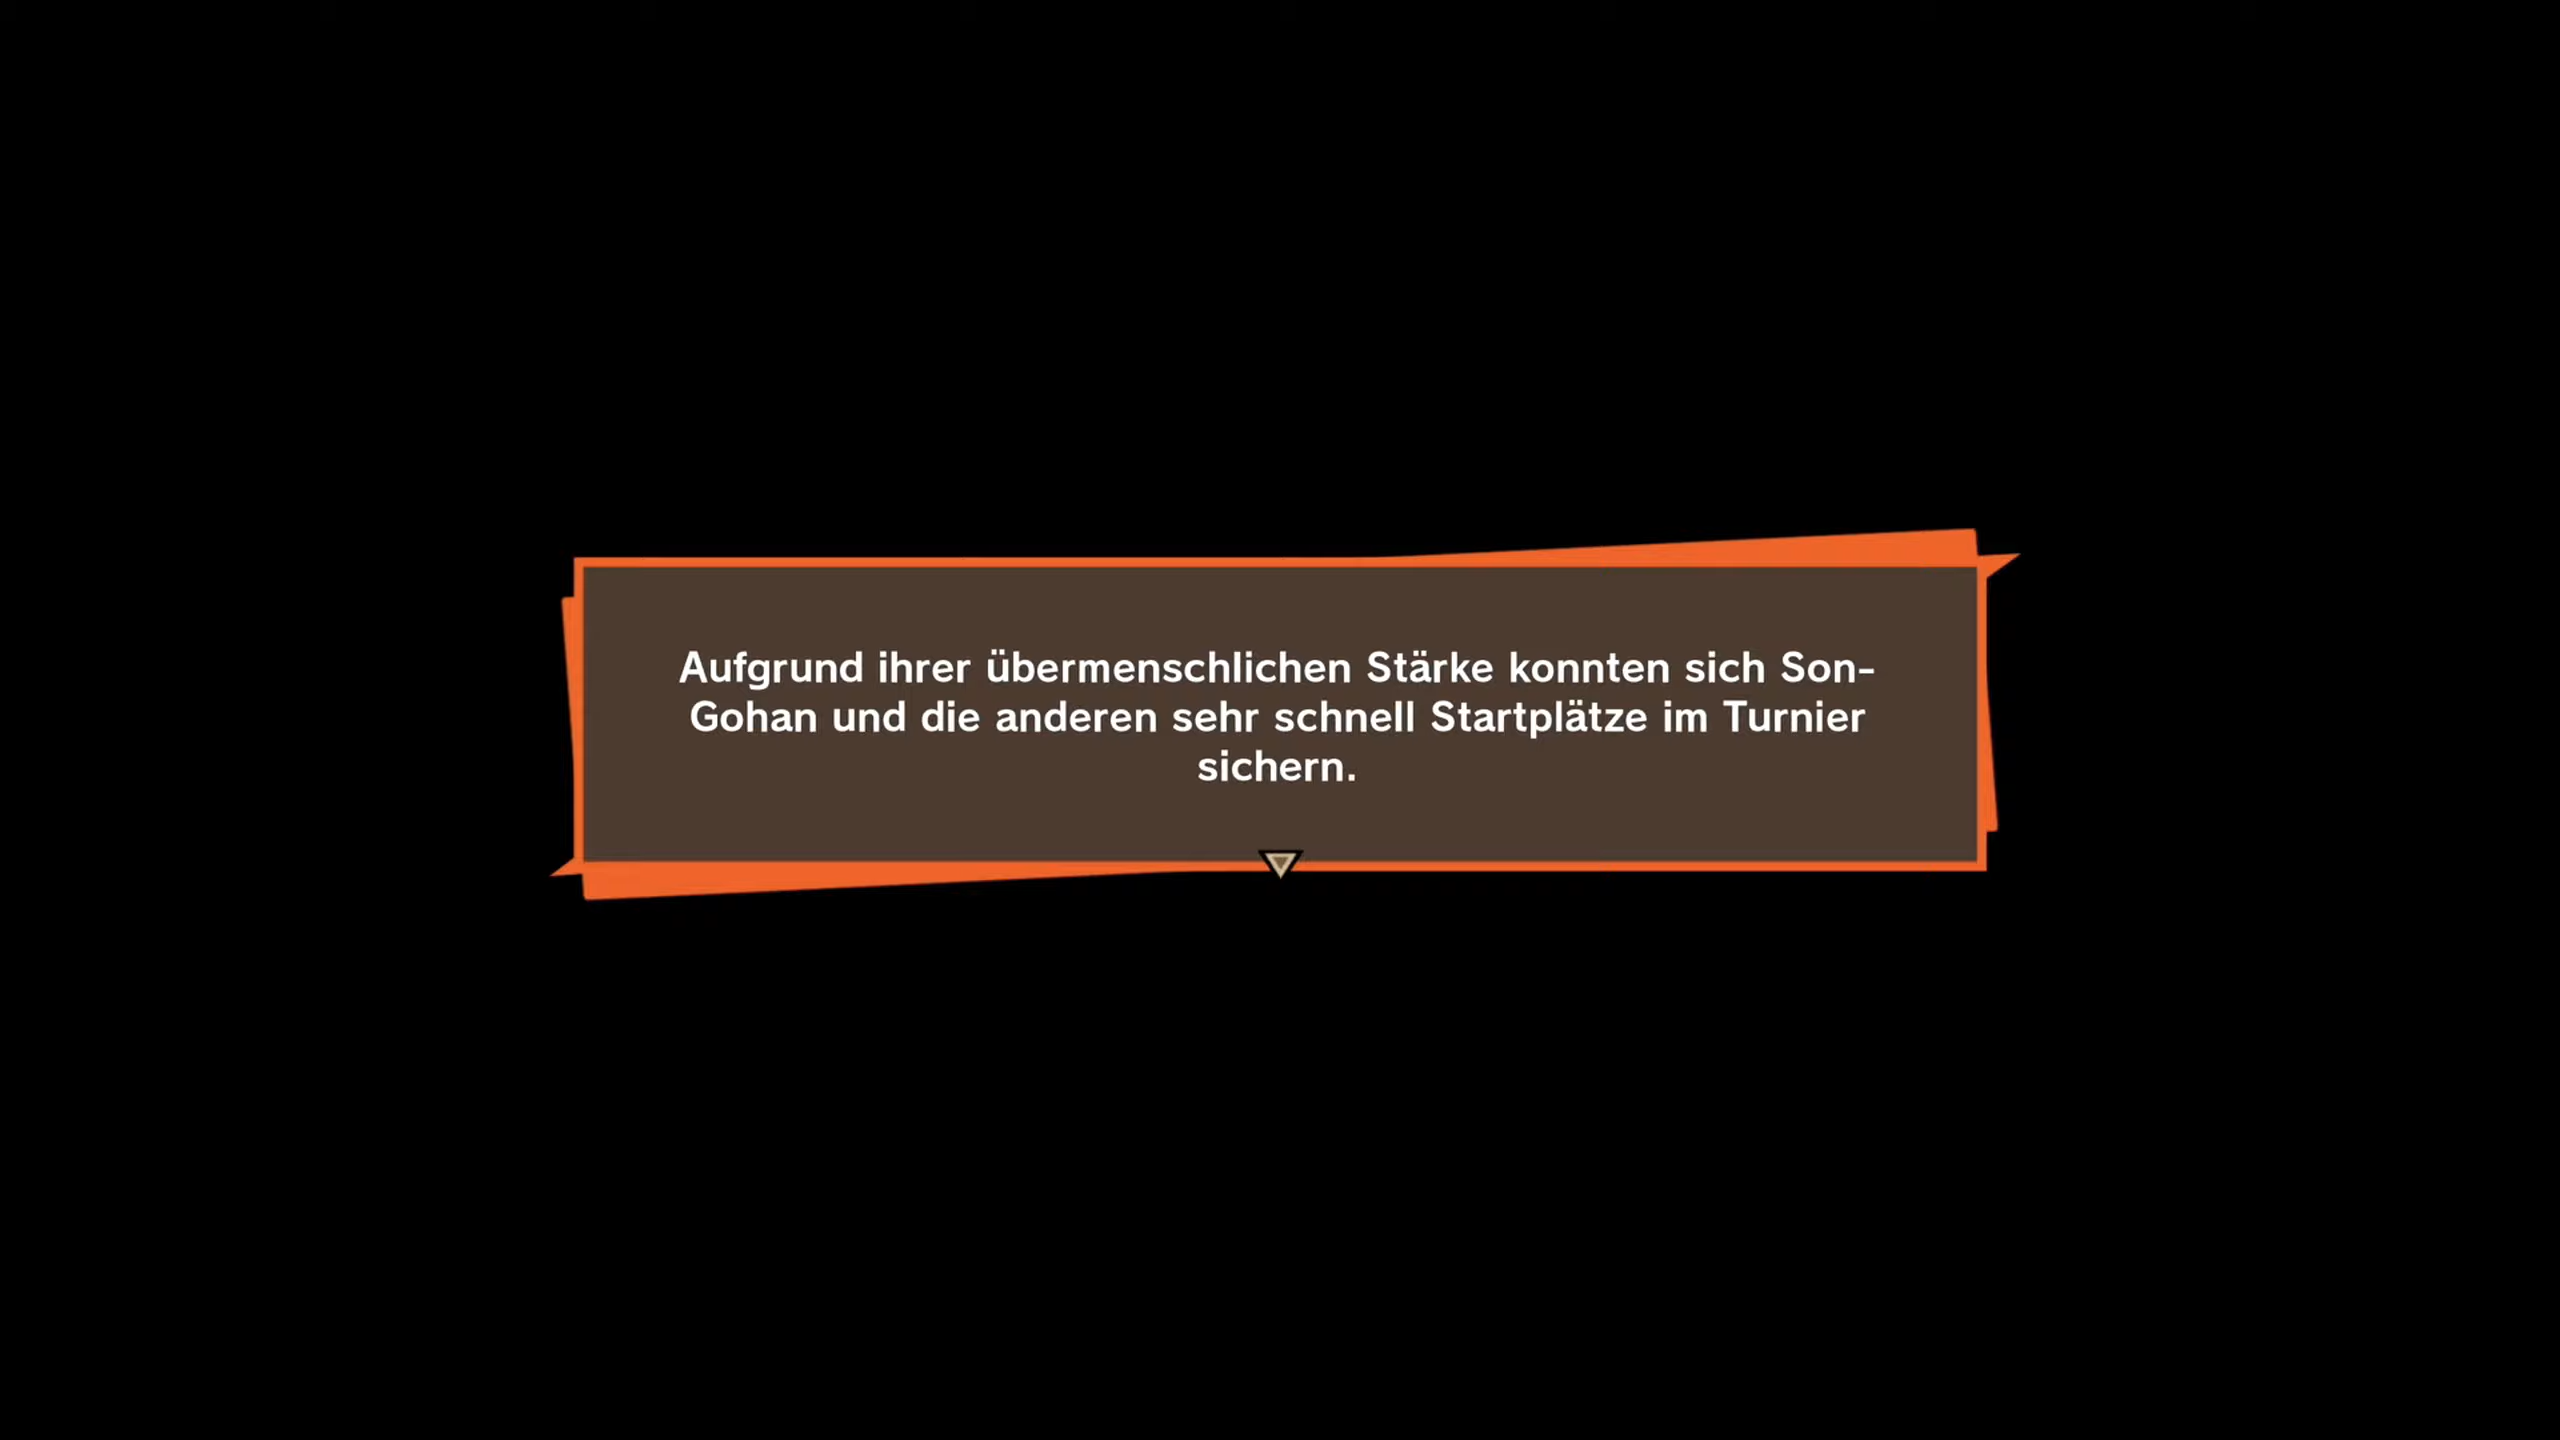 Aufgrund ihrer übermenschlichen Stärke konnten sich Son-
Gohan und die anderen sehr schnell Startplätze im Turnier
sichern.